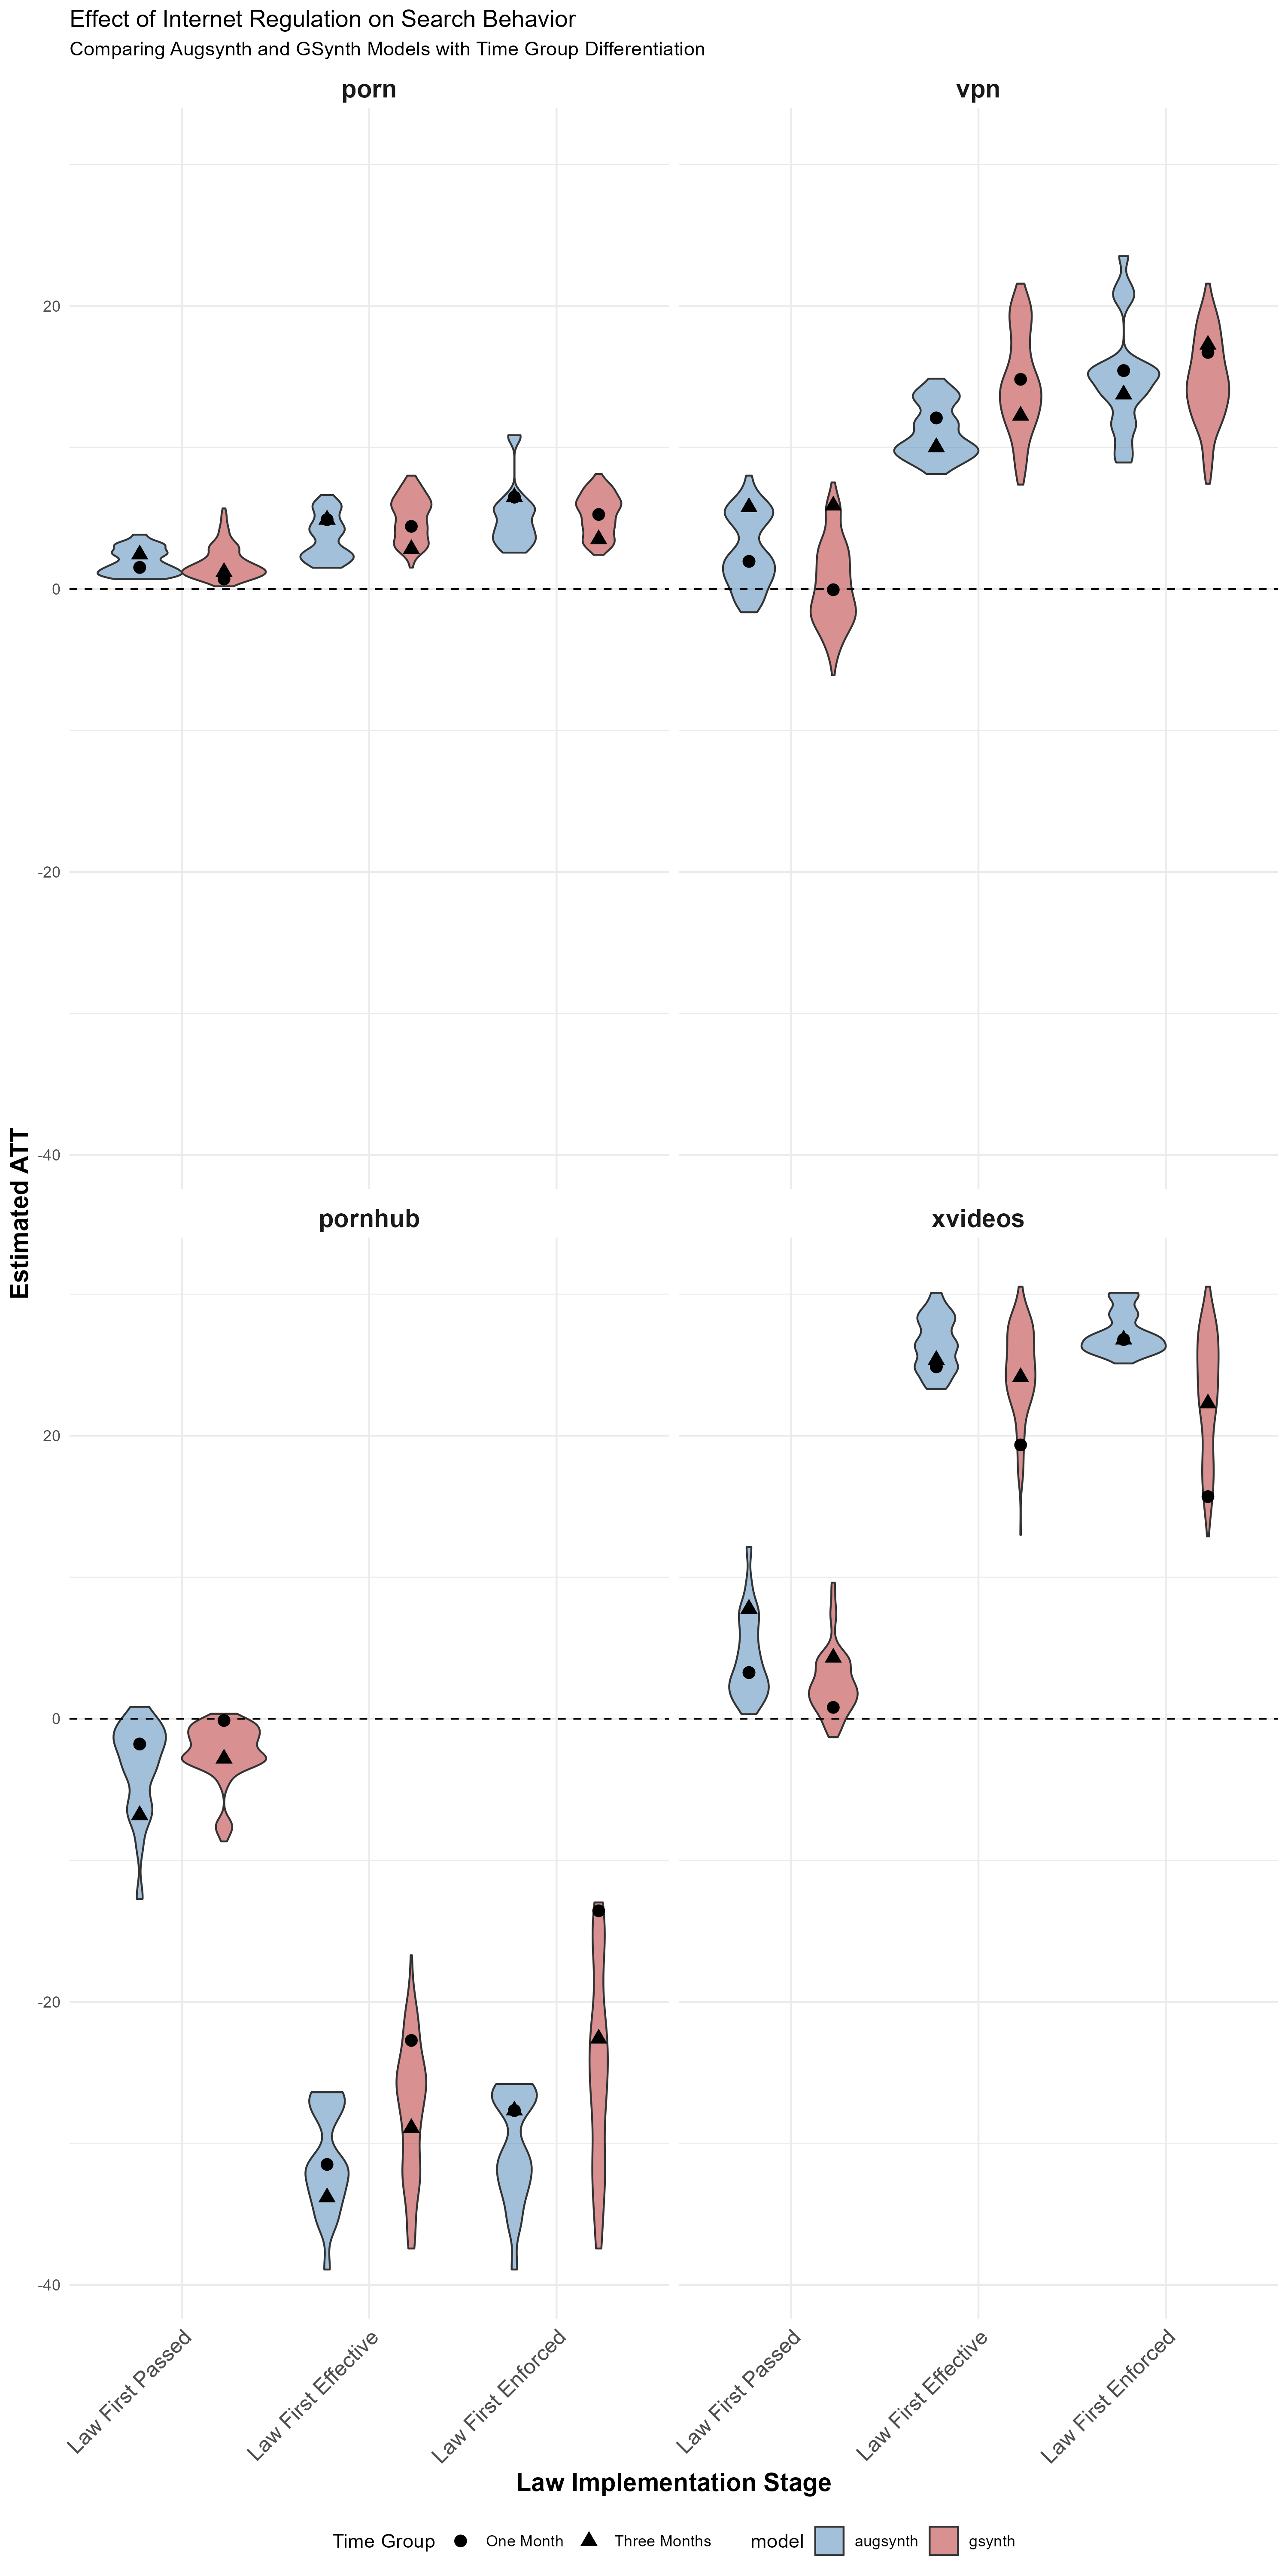 Effect of Internet Regulation on Search Behavior
Comparing Augsynth and GSynth Models with Time Group Differentiation
porn
vpn
20
0
-20
-40
Estimated ATT
pornhub
xvideos
20
0
-20
-40
Law First Passed
Law First Effective
Law First Enforced
Law First Passed
Law First Effective
Law First Enforced
Law Implementation Stage
Time Group One Month Three Months model augsynth gsynth